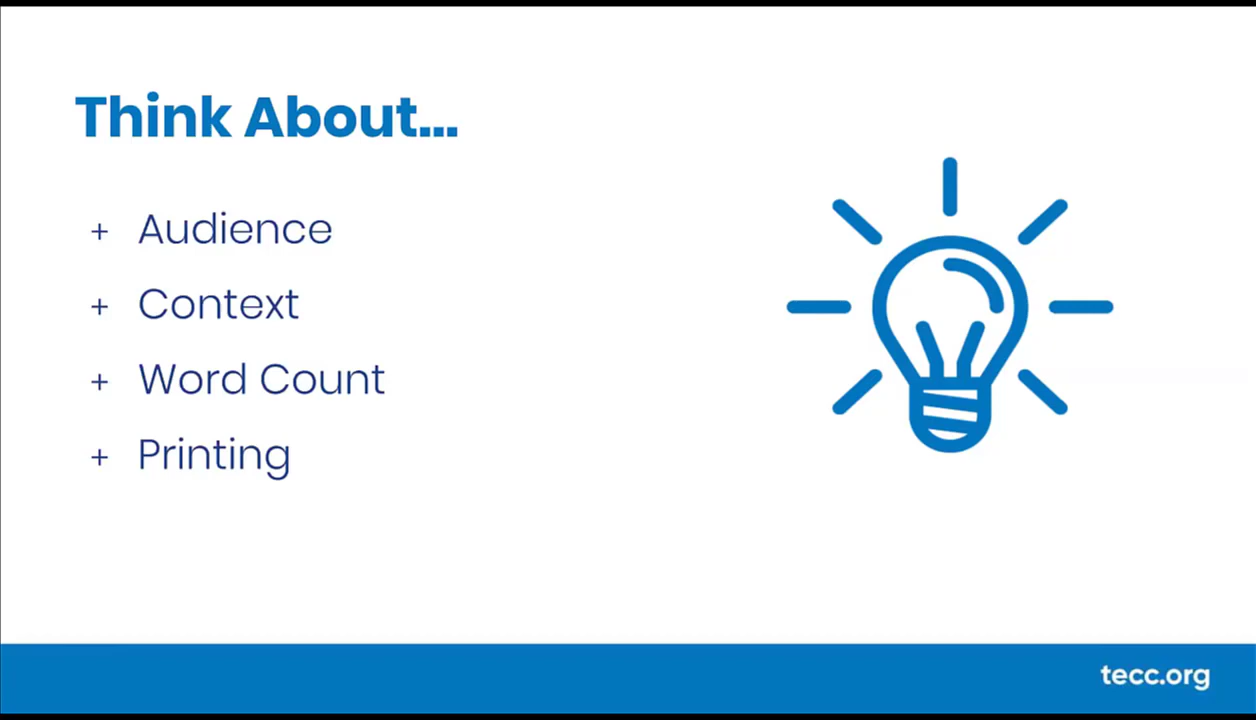 Think About...
+ Audience
+ Context
+ Word Count
+ Printing
tecc.org